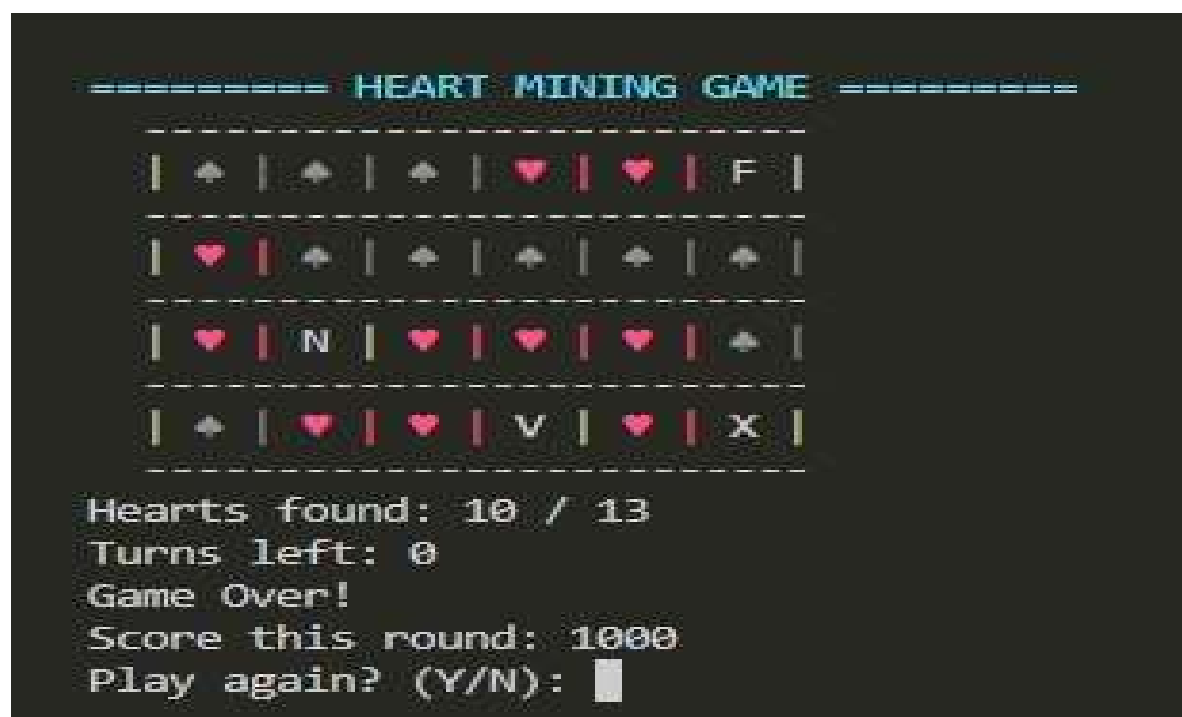 ========= HEART MINING GAME =========
-------------------------
| ♣ | ♣ | ♣ | ♥ | ♥ | F |
-------------------------
| ♥ | ♣ | ♣ | ♣ | ♣ | ♣ |
-------------------------
| ♥ | N | ♥ | ♥ | ♥ | ♣ |
-------------------------
| ♣ | ♥ | ♥ | V | ♥ | X |
-------------------------
Hearts found: 10 / 13
Turns left: 0
Game Over!
Score this round: 1000
Play again? (Y/N):